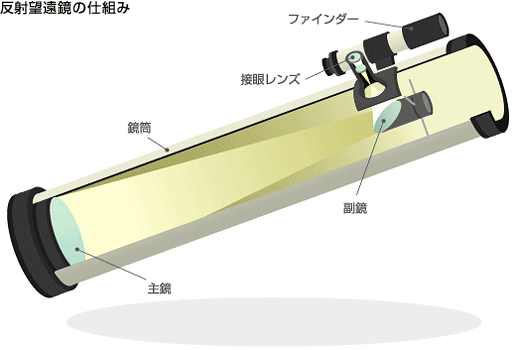 反射望遠鏡の仕組み
ファインダー
接眼レンズ
鏡筒
副鏡
主鏡